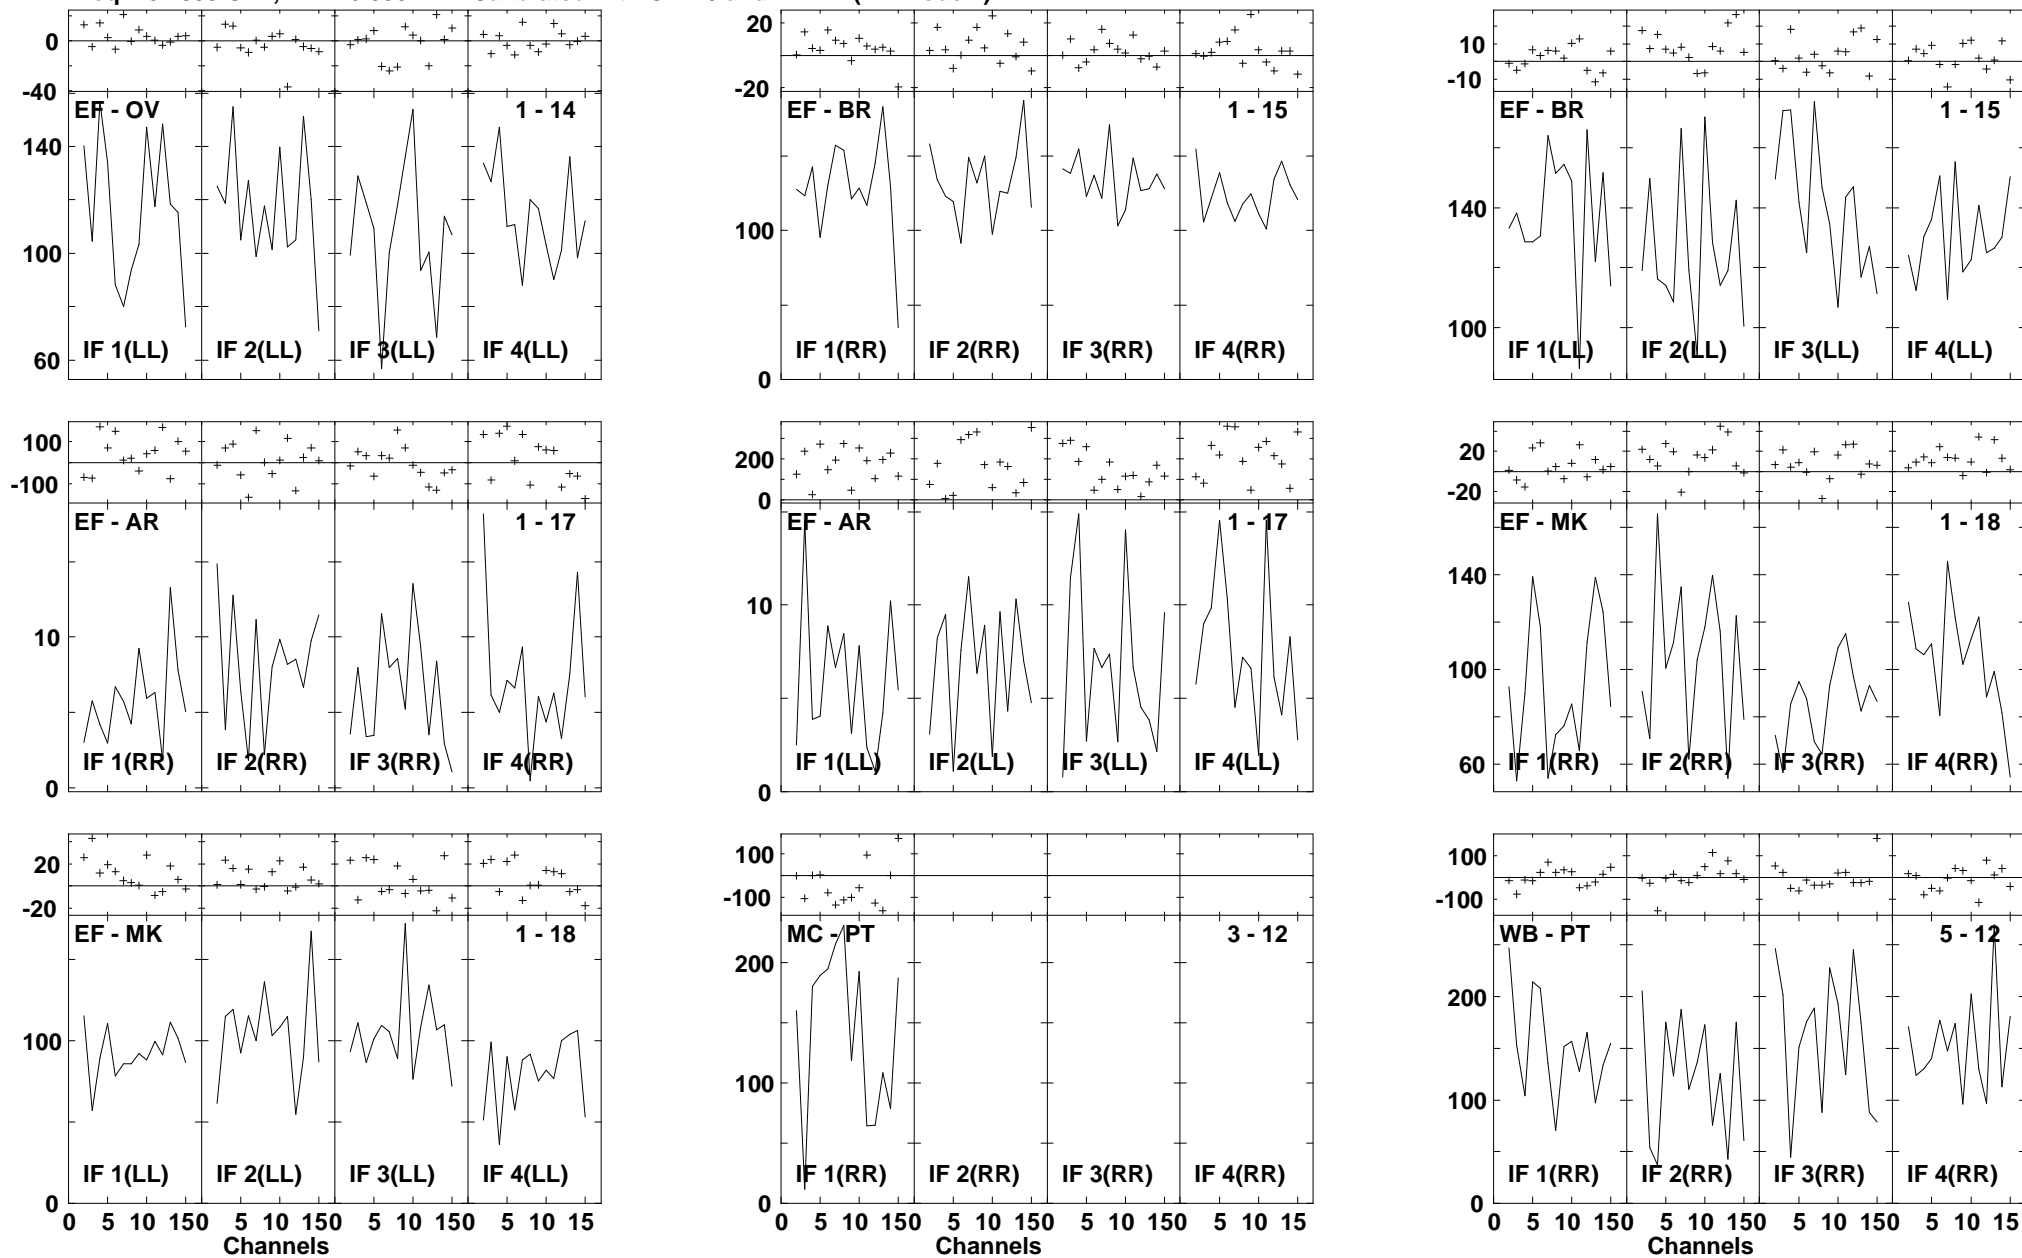 0
-40
EF - OV
1 - 14
140
100
60
IF 1(LL)
IF 2(LL)
IF 3(LL)
IF 4(LL)
20
0
-20
EF - BR
1 - 15
100
0
IF 1(RR)
IF 2(RR)
IF 3(RR)
IF 4(RR)
10
-10
EF - BR
1 - 15
140
100
IF 1(LL)
IF 2(LL)
IF 3(LL)
IF 4(LL)
100
-100
EF - AR
1 - 17
10
0
IF 1(RR)
IF 2(RR)
IF 3(RR)
IF 4(RR)
200
0
EF - AR
1 - 17
10
0
IF 1(LL)
IF 2(LL)
IF 3(LL)
IF 4(LL)
20
-20
EF - MK
1 - 18
140
100
60
IF 1(RR)
IF 2(RR)
IF 3(RR)
IF 4(RR)
20
-20
EF - MK
1 - 18
100
0
IF 1(LL)
IF 2(LL)
IF 3(LL)
IF 4(LL)
0 5 10 150 5 10 150 5 10 150 5 10 15
Channels
100
-100
MC - PT
3 - 12
200
100
0
IF 1(RR)
IF 2(RR)
IF 3(RR)
IF 4(RR)
0 5 10 150 5 10 150 5 10 150 5 10 15
Channels
100
-100
WB - PT
5 - 12
200
100
0
IF 1(RR)
IF 2(RR)
IF 3(RR)
IF 4(RR)
0 5 10 150 5 10 150 5 10 150 5 10 15
Channels